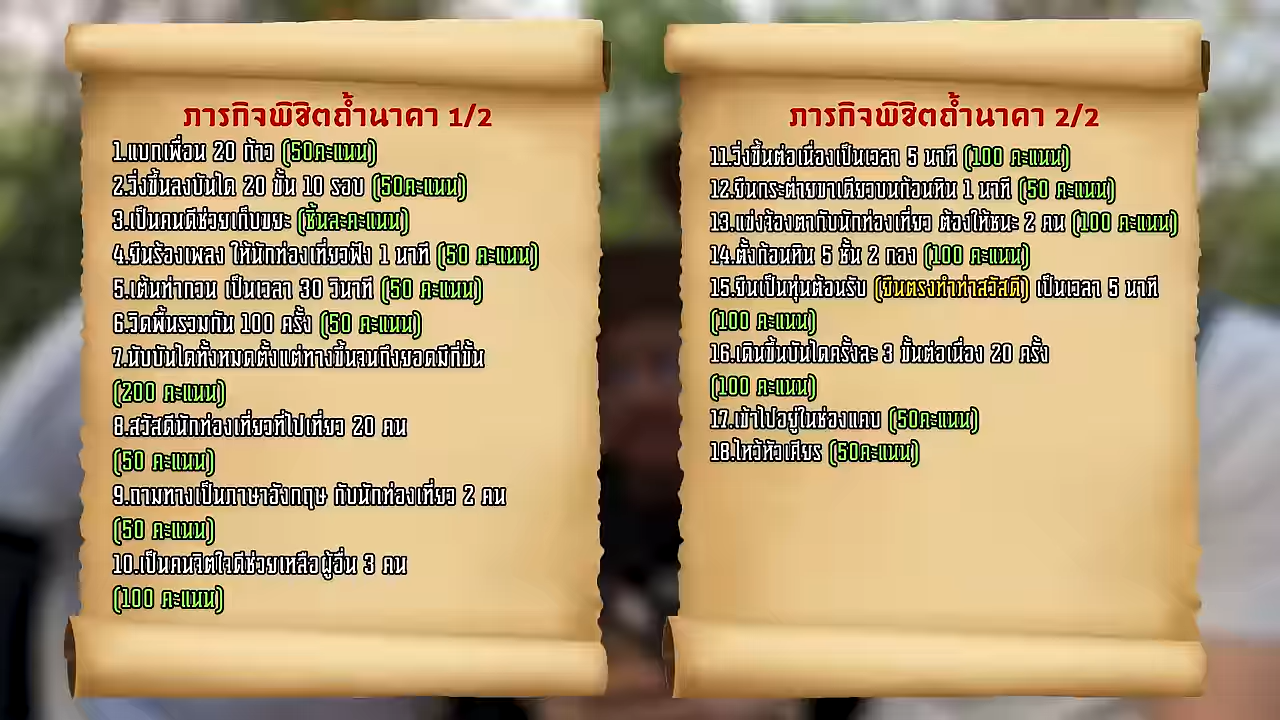 ภารกิจพิชิตถ้ำนาคา 1/2
1.แบกเพื่อน 20 ก้าว (50คะแนน)
2.วิ่งขึ้นลงบันได 20 ขั้น 10 รอบ (50คะแนน)
3.เป็นคนดีช่วยเก็บขยะ (ชิ้นละคะแนน)
4.ยืนร้องเพลง ให้นักท่องเที่ยวฟัง 1 นาที (50 คะแนน)
5.เต้นท่ากวน เป็นเวลา 30 วินาที (50 คะแนน)
6.วิดพื้นรวมกัน 100 ครั้ง (50 คะแนน)
7.นับบันไดทั้งหมดตั้งแต่ทางขึ้นจนถึงยอดมีกี่ขั้น
(200 คะแนน)
8.สวัสดีนักท่องเที่ยวที่ไปเที่ยว 20 คน
(50 คะแนน)
9.ถามทางเป็นภาษาอังกฤษ กับนักท่องเที่ยว 2 คน
(50 คะแนน)
10.เป็นคนจิตใจดีช่วยเหลือผู้อื่น 3 คน
(100 คะแนน)
ภารกิจพิชิตถ้ำนาคา 2/2
11.วิ่งขึ้นต่อเนื่องเป็นเวลา 5 นาที (100 คะแนน)
12.ยืนกระต่ายขาเดียวบนก้อนหิน 1 นาที (50 คะแนน)
13.แข่งจ้องตากับนักท่องเที่ยว ต้องให้ชนะ 2 คน (100 คะแนน)
14.ตั้งก้อนหิน 5 ชั้น 2 กอง (100 คะแนน)
15.ยืนเป็นหุ่นต้อนรับ (ยืนตรงทำท่าสวัสดี) เป็นเวลา 5 นาที
(100 คะแนน)
16.เดินขึ้นบันไดครั้งละ 3 ขั้นต่อเนื่อง 20 ครั้ง
(100 คะแนน)
17.เข้าไปอยู่ในช่องแคบ (50คะแนน)
18.ไหว้หัวเศียร (50คะแนน)